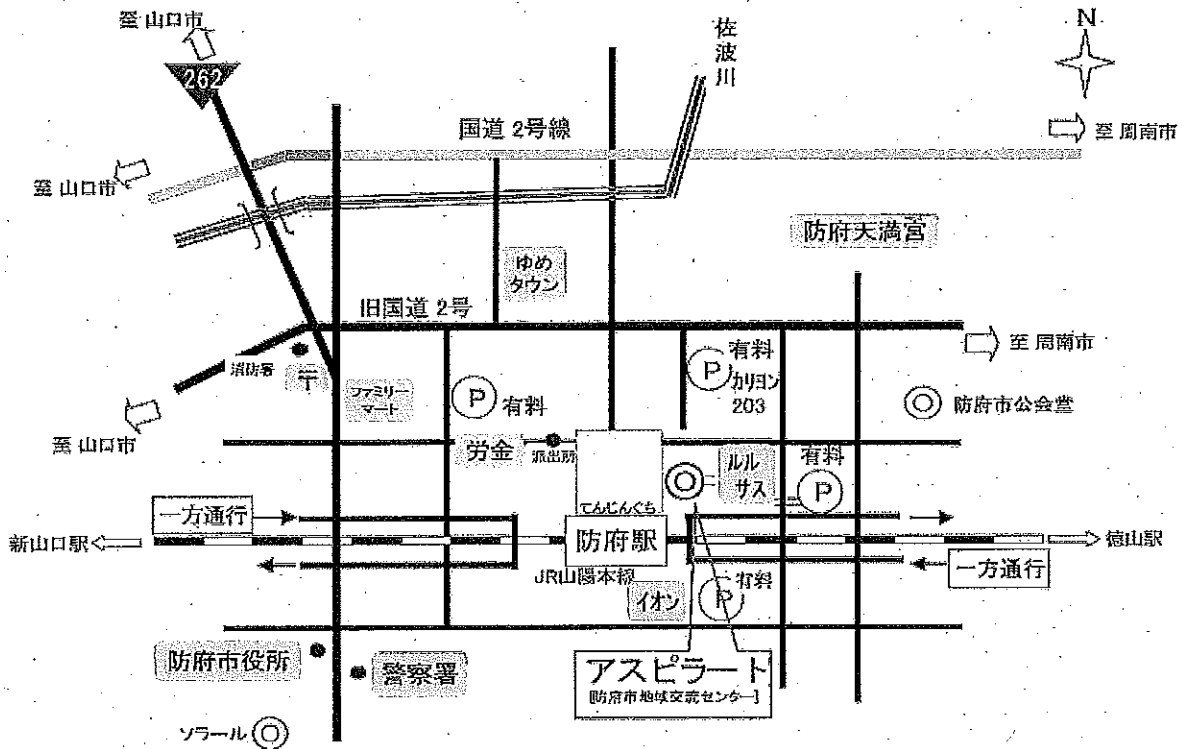 至 山口市
262
佐波川
N
国道 2号線
至 周南市
至 山口市
防府天満宮
ゆめ
タウン
旧国道 2号
至 周南市
消防署
〒
ファミリー
マート
P
有料
P
有料
カリヨン
203
防府市公会堂
至 山口市
労金
派出所
ルル
サス
有料
P
一方通行
てんじんぐち
新山口駅
防府駅
徳山駅
JR山陽本線
一方通行
イオン
P
有料
防府市役所
警察署
アスピラート
[防府市地域交流センター]
ソラール